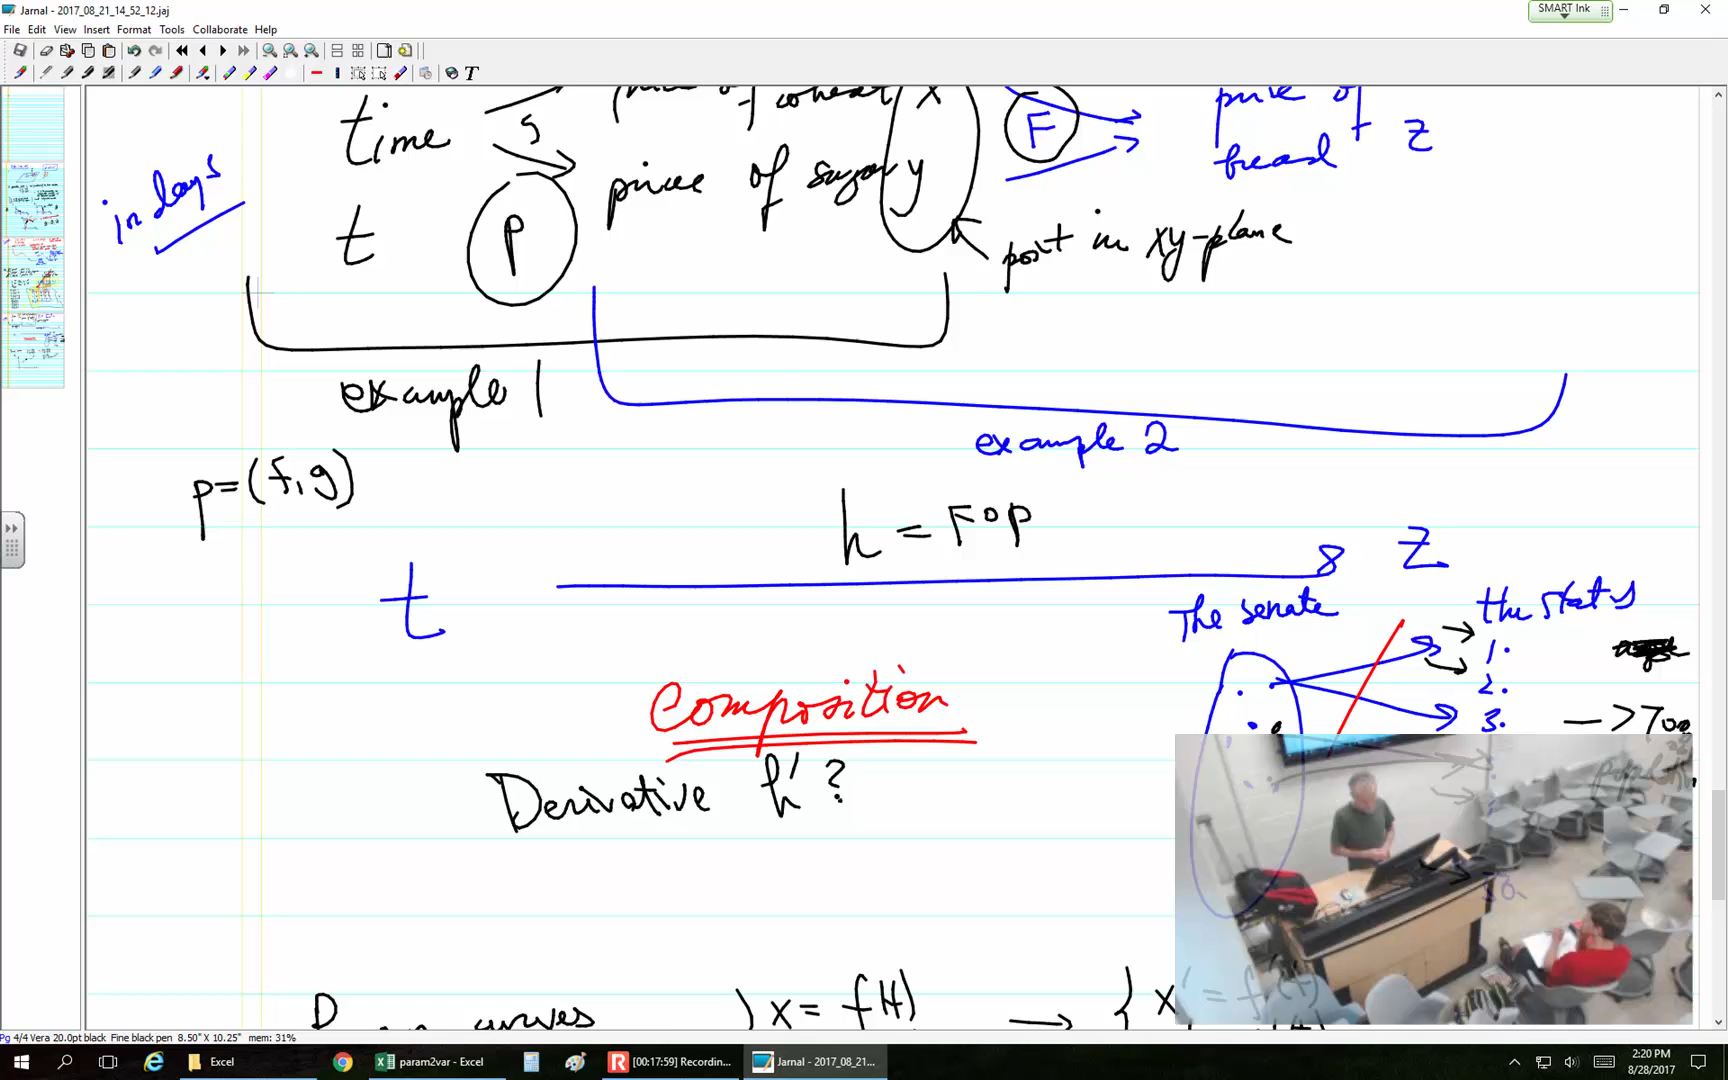 Jarnal - 2017_08_21_14_52_12.jaj
SMART Ink
File Edit View Insert Format Tools Collaborate Help
time
t
in days
g
p
price of sugar y
F
price of
bread
z
point in xy-plane
example 1
example 2
p=(f,g)
h = F∘P
t
z
The senate
1.
2.
3.
Composition
Derivative h' ?
curves
x = f(t)
Pg 4/4 Vera 20.0pt black Fine black pen 8.50" X 10.25" mem: 31%
Excel
param2var - Excel
[00:17:59] Recordin...
Jarnal - 2017_08_21...
2:20 PM
8/28/2017